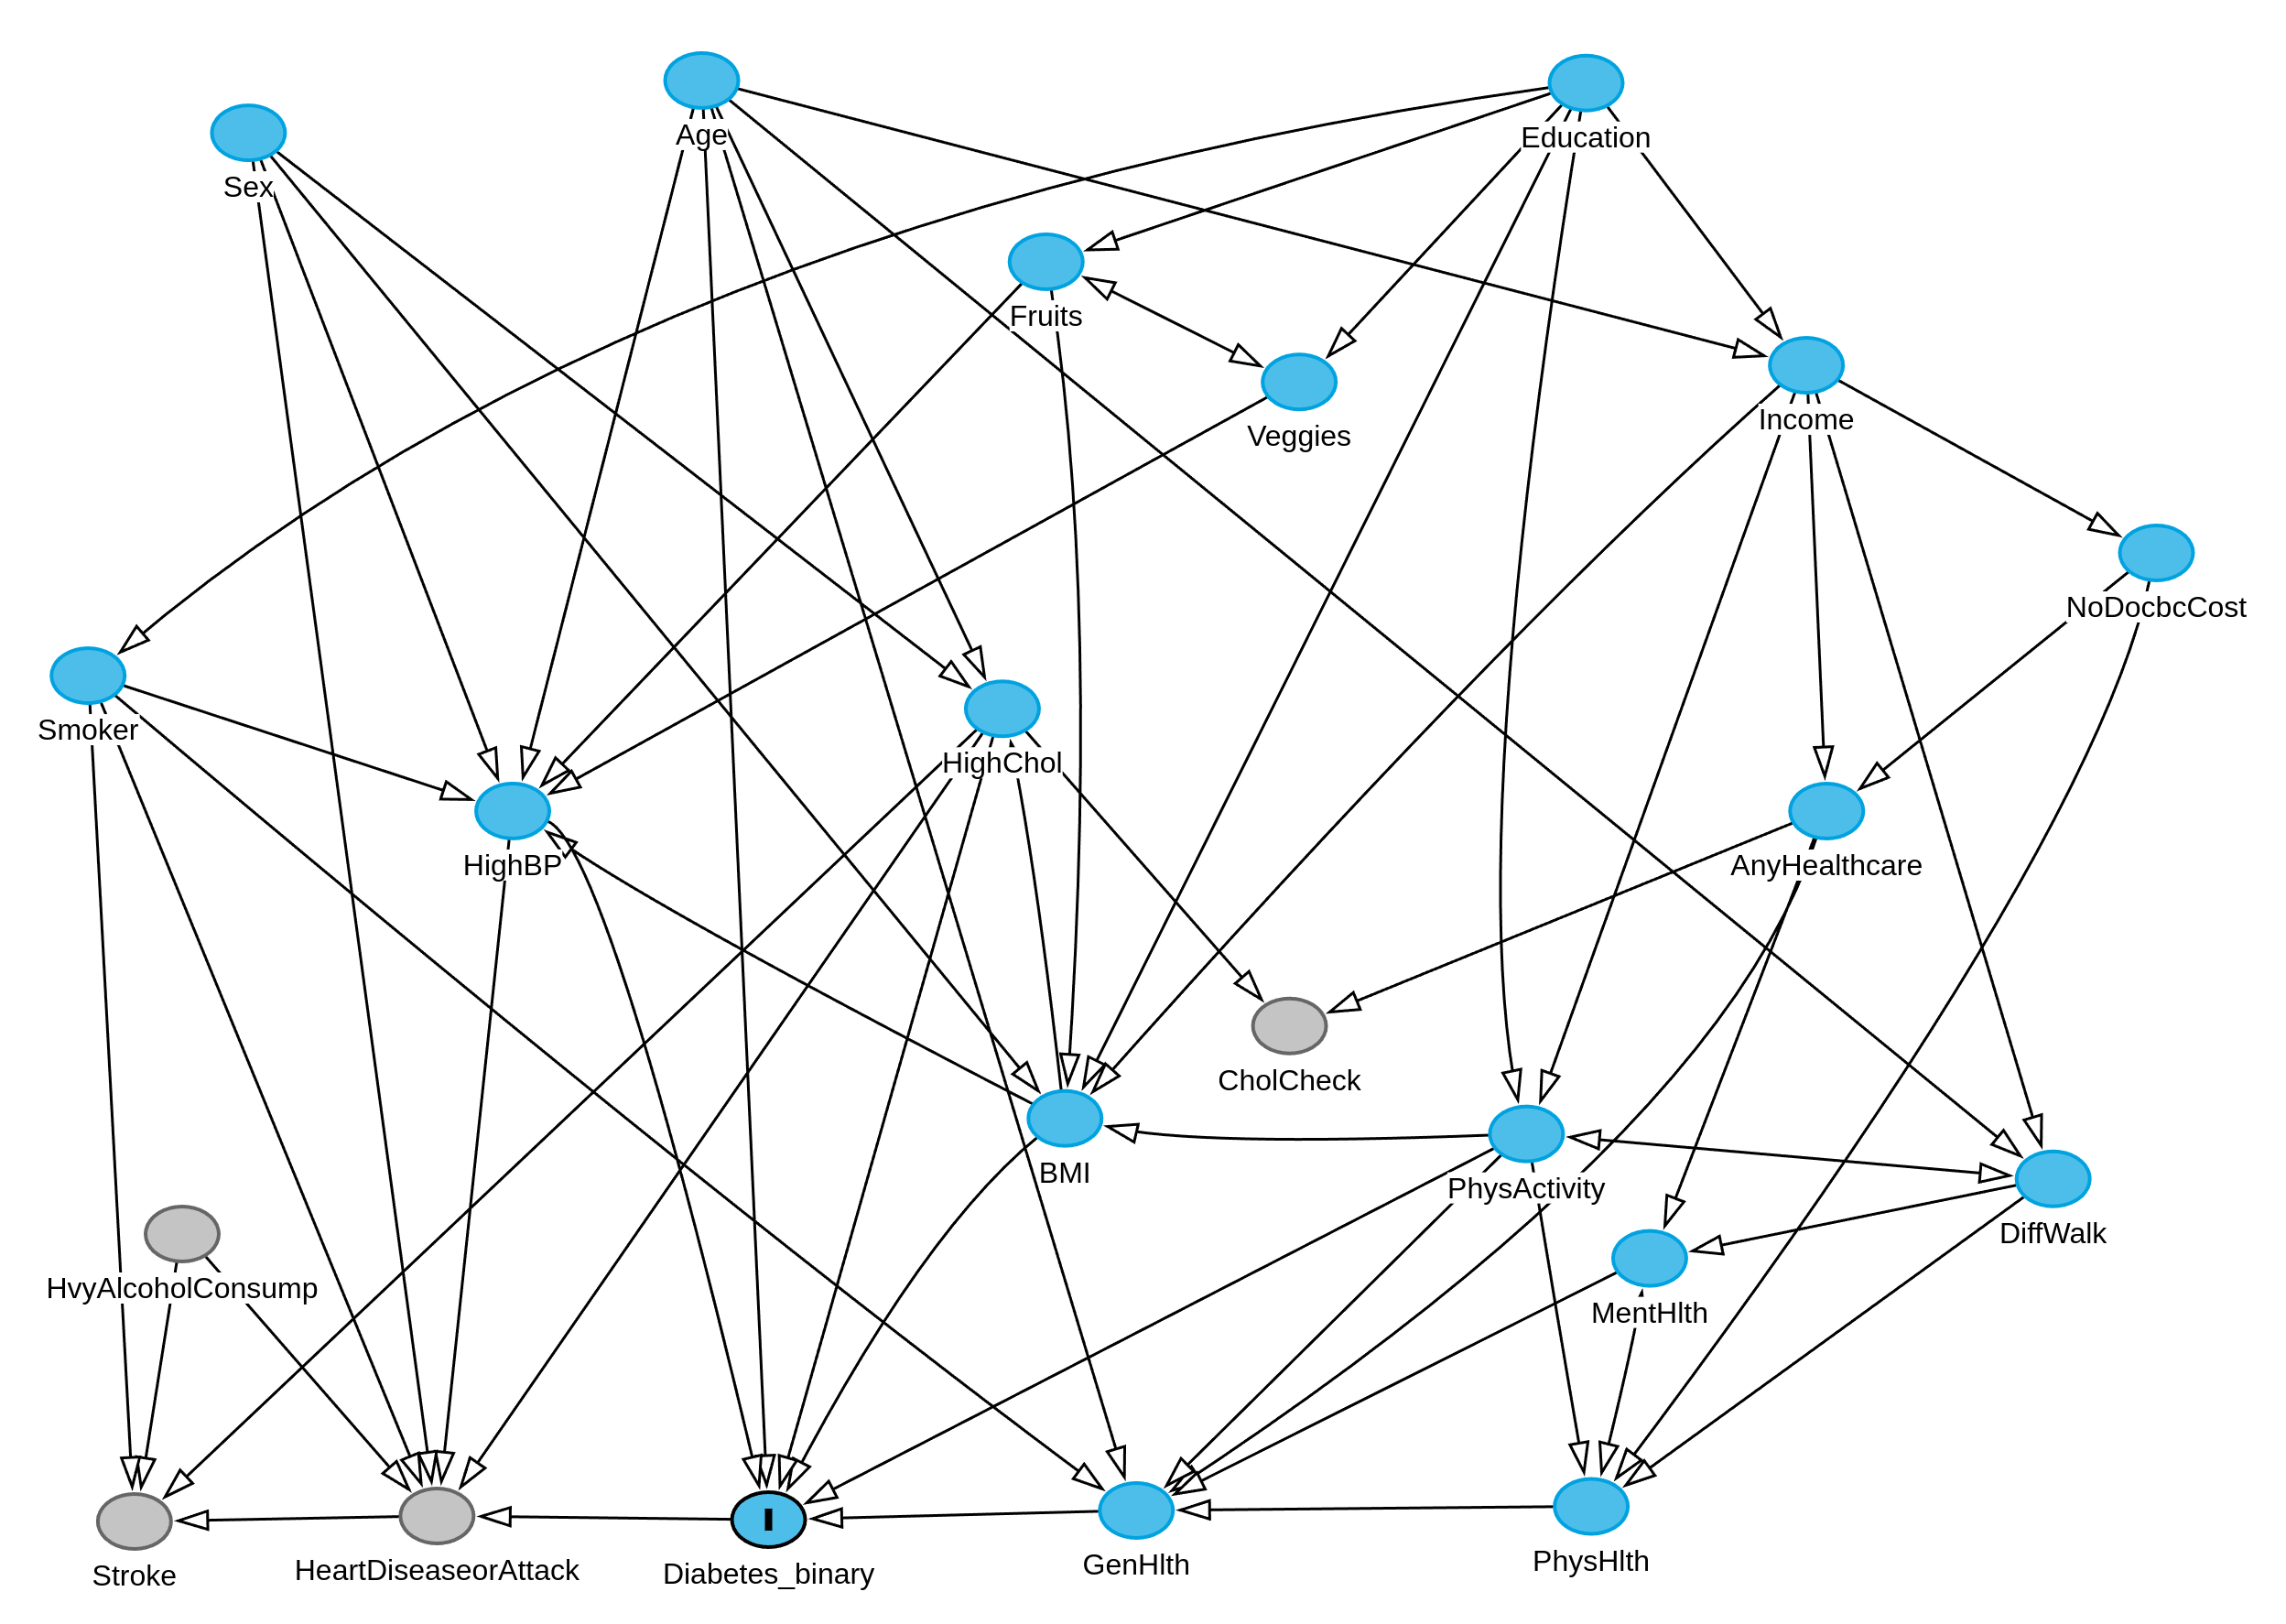 Age
Education
Sex
Fruits
Income
Veggies
NoDocbcCost
Smoker
HighChol
HighBP
AnyHealthcare
CholCheck
BMI
PhysActivity
DiffWalk
HvyAlcoholConsump
MentHlth
I
Stroke
HeartDiseaseorAttack
Diabetes_binary
GenHlth
PhysHlth